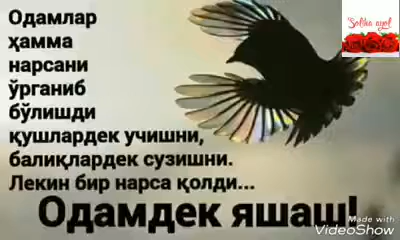 Solha ayol
Одамлар
ҳамма
нарсани
ўрганиб
бўлишди
қушлардек учишни,
балиқлардек сузишни.
Лекин бир нарса қолди...
Одамдек яшаш!
Made with
VideoShow